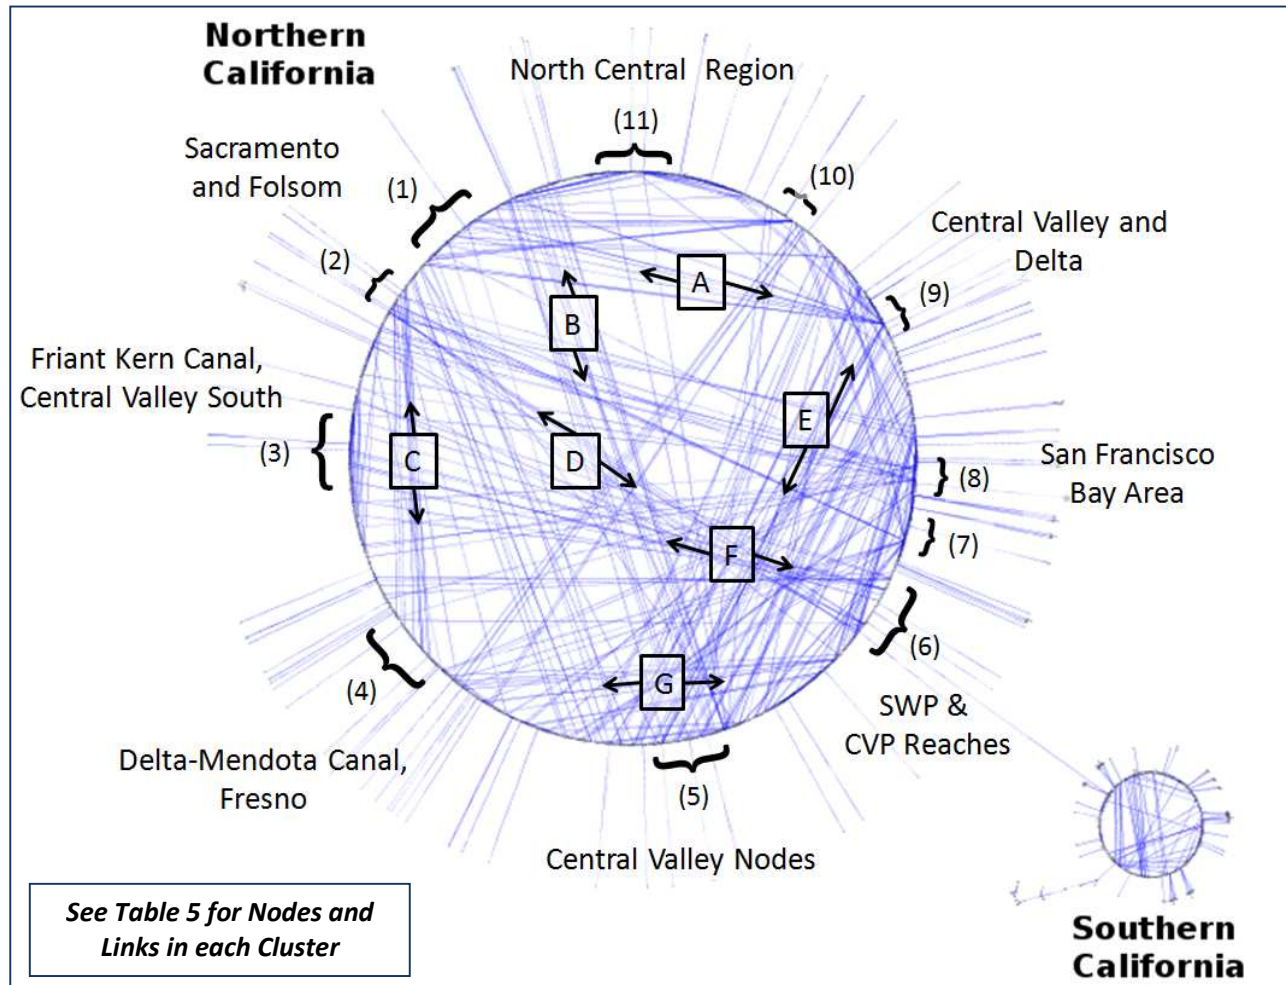 Northern
California
North Central Region
(11)
Sacramento
and Folsom
(1)
(10)
(2)
Central Valley and
Delta
(9)
A
B
Friant Kern Canal,
Central Valley South
(3)
C
D
E
San Francisco
Bay Area
(8)
(7)
F
(6)
(4)
G
SWP &
CVP Reaches
Delta-Mendota Canal,
Fresno
(5)
Central Valley Nodes
See Table 5 for Nodes and
Links in each Cluster
Southern
California